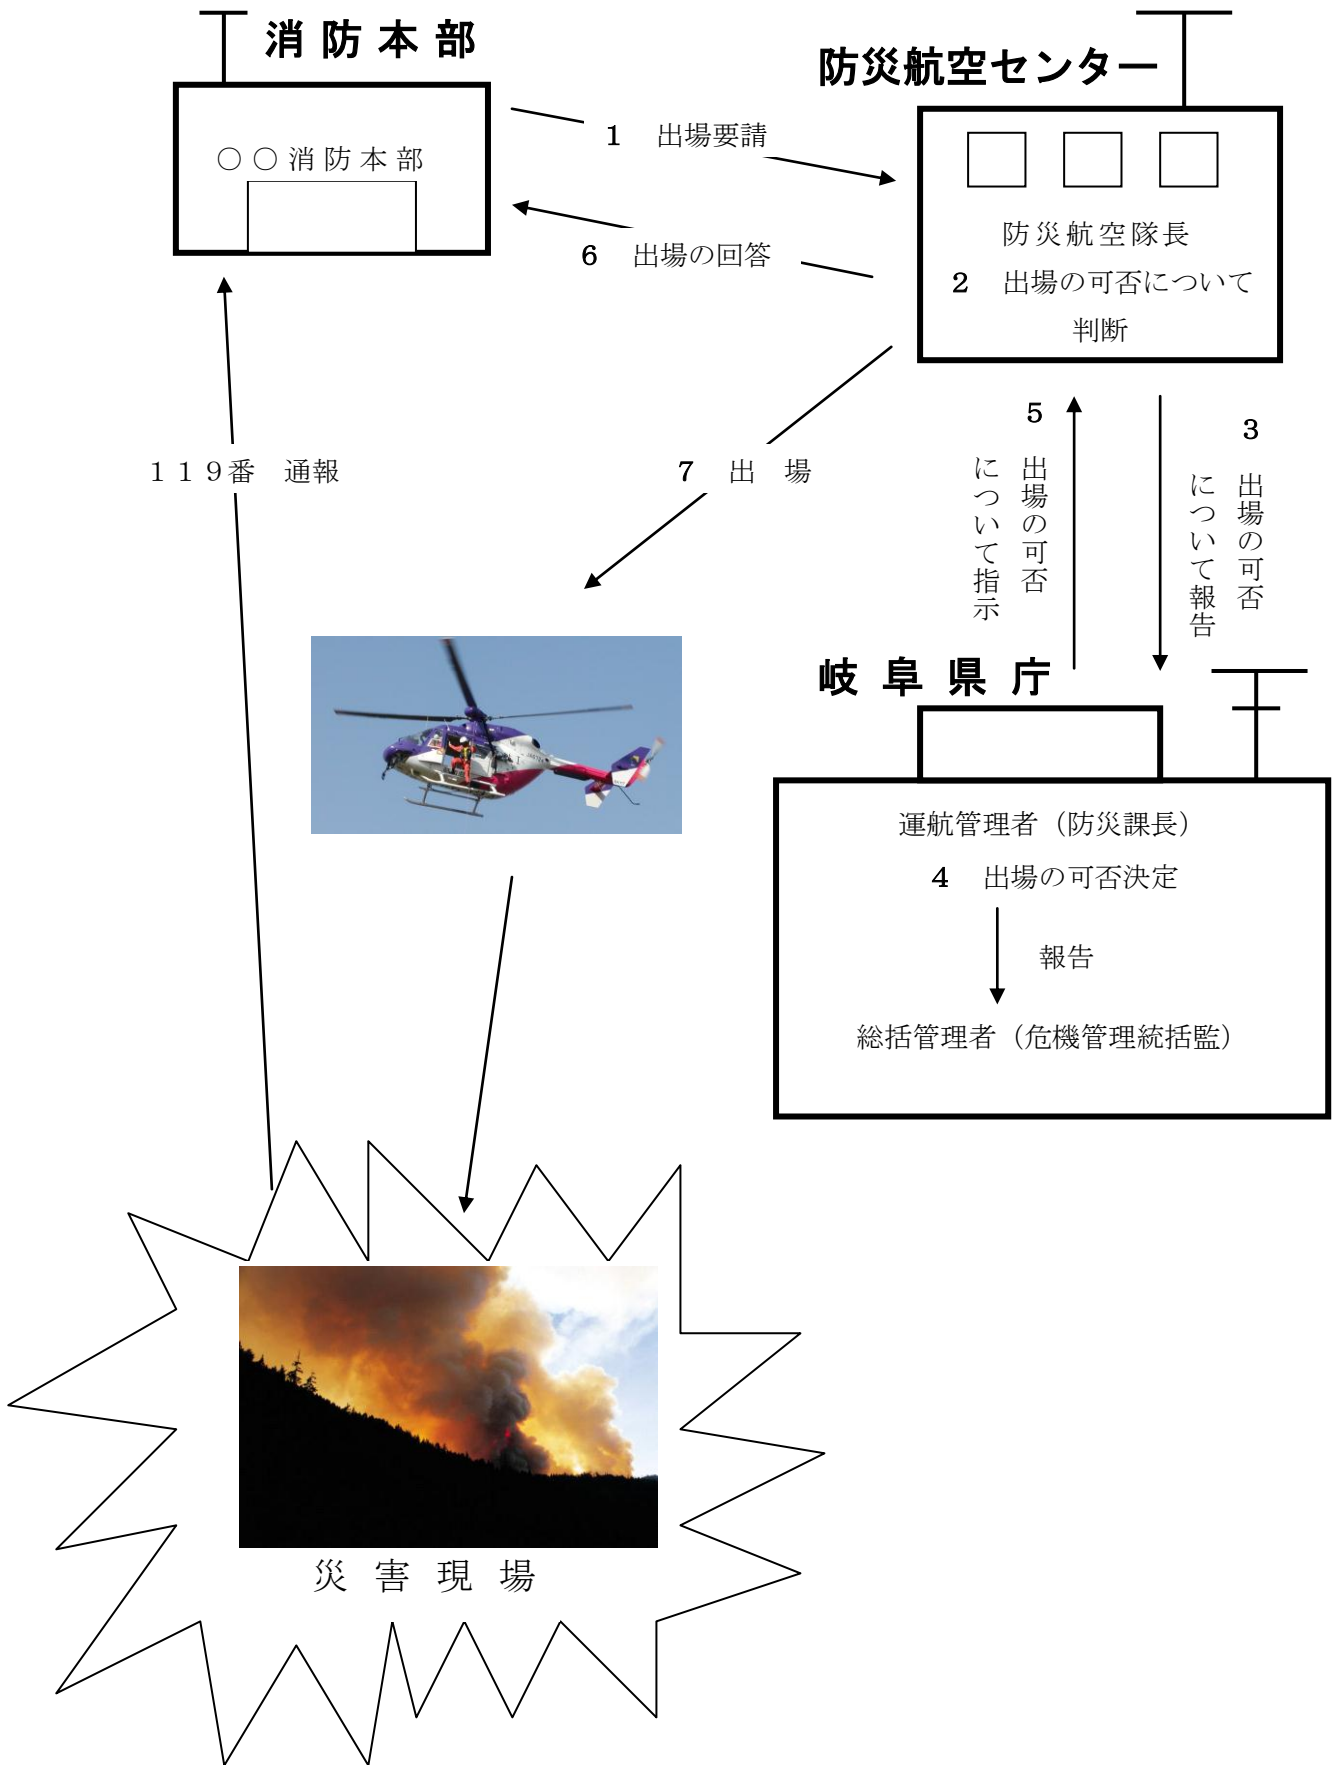 消防本部
防災航空センター
○○消防本部
1 出場要請
6 出場の回答
防災航空隊長
2 出場の可否について
判断
119番 通報
7 出 場
5 出場の可否
について指示
3 出場の可否
について報告
岐阜県庁
運航管理者（防災課長）
4 出場の可否決定
報告
総括管理者（危機管理統括監）
災害現場